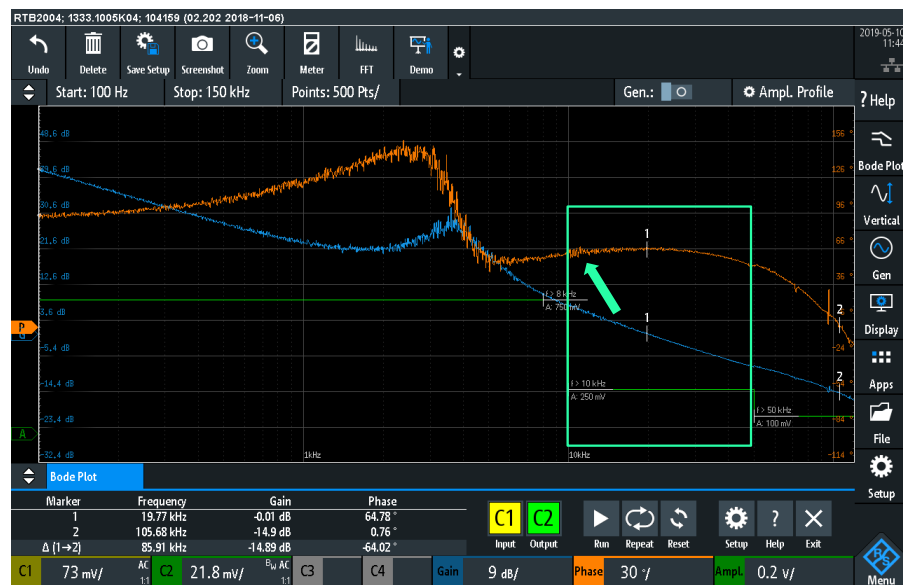 RTB2004; 1333.1005K04; 104159 (02.202 2018-11-06)
2019-05-10
11:44
Undo Delete Save Setup Screenshot Zoom Meter FFT Demo
Start: 100 Hz Stop: 150 kHz Points: 500 Pts/ Gen.: Ampl. Profile
? Help
Bode Plot
Vertical
Gen
Display
Apps
File
Setup
48,6 dB 156 °
39,6 dB 126 °
30,6 dB 96 °
21,6 dB 66 °
12,6 dB 36 °
3,6 dB
-5,4 dB -24
-14,4 dB
-23,4 dB -84 °
-32,4 dB 1kHz 10kHz -114 °
1
1
2
2
f > 8 kHz
A: 750 mV
f > 10 kHz
A: 250 mV
f > 50 kHz
A: 100 mV
P
A
Bode Plot
Marker Frequency Gain Phase
1 19.77 kHz -0.01 dB 64.78 °
2 105.68 kHz -14.9 dB 0.76 °
Δ (1→2) 85.91 kHz -14.89 dB -64.02 °
C1 C2
Input Output Run Repeat Reset Setup Help Exit
C1 73 mV/ AC 1:1 C2 21.8 mV/ BW AC 1:1 C3 C4 Gain 9 dB/ Phase 30 °/ Ampl. 0.2 V/
R&S
Menu